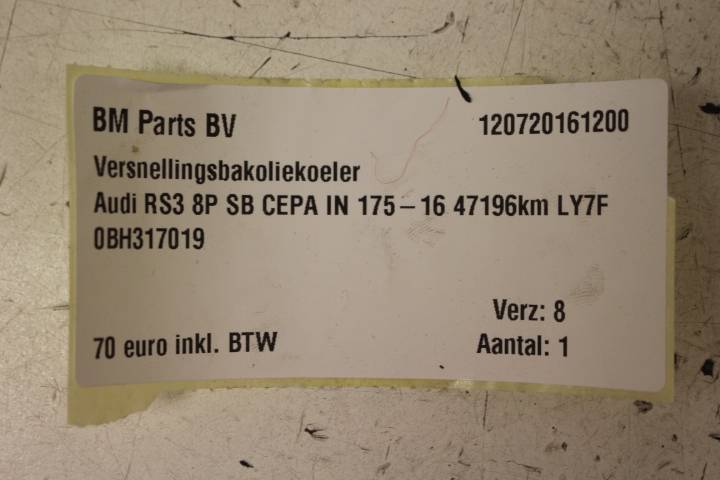 BM Parts BV 120720161200
Versnellingsbakoliekoeler
Audi RS3 8P SB CEPA IN 175-16 47196km LY7F
0BH317019
Verz: 8
70 euro inkl. BTW Aantal: 1